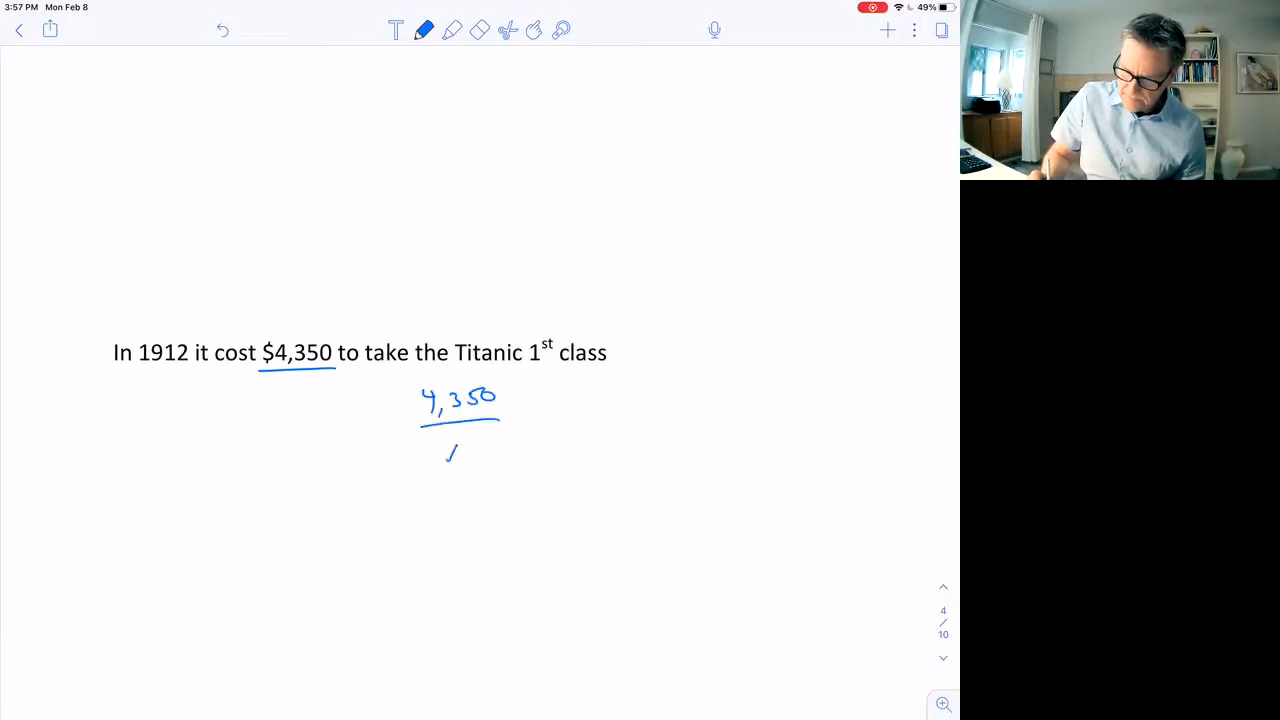 3:57 PM Mon Feb 8
49%
T
In 1912 it cost $4,350 to take the Titanic 1st class
4,350
4
/
10